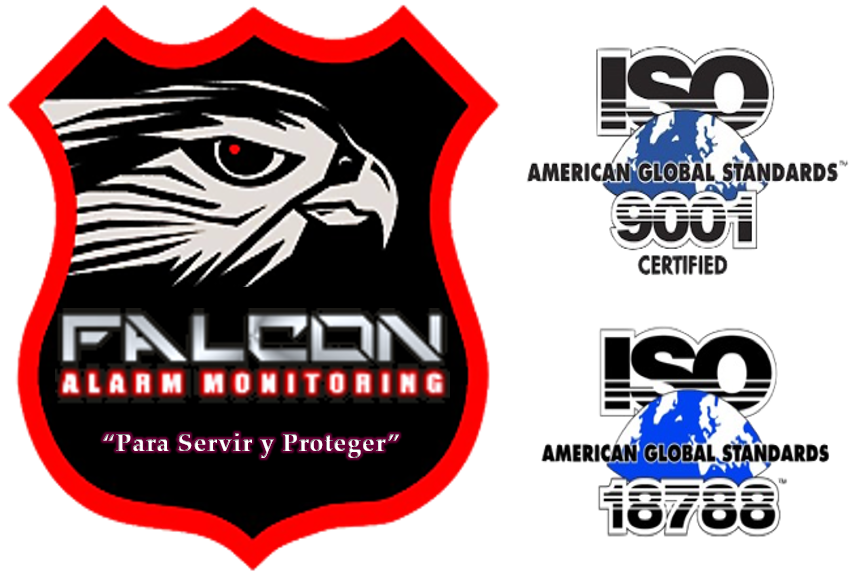 FALCON
ALARM MONITORING
“Para Servir y Proteger”
ISO
AMERICAN GLOBAL STANDARDS™
9001
CERTIFIED
ISO
AMERICAN GLOBAL STANDARDS
18788™